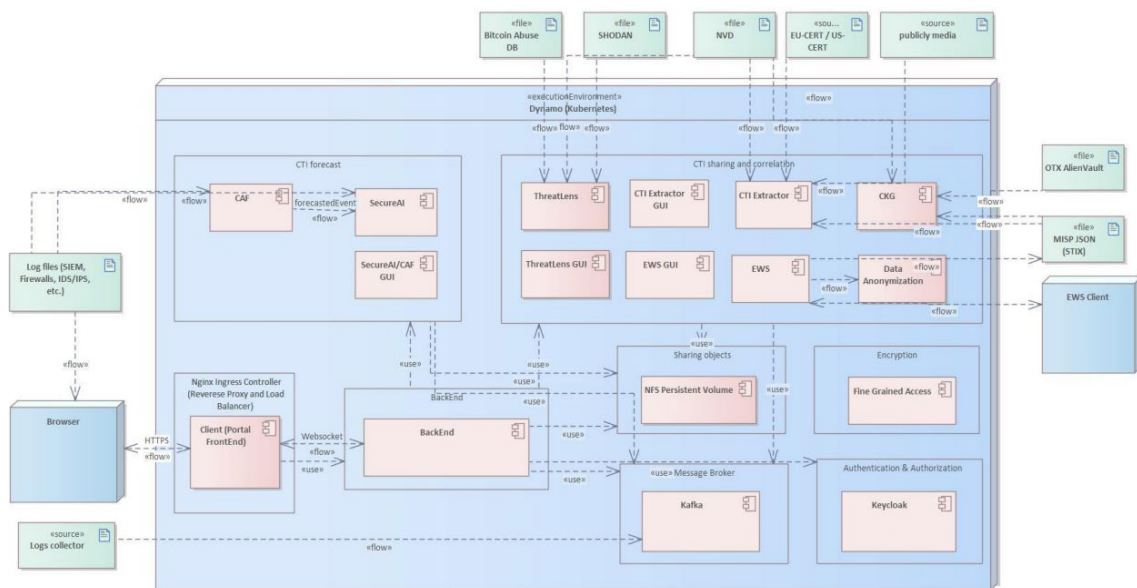 «file»
Bitcoin Abuse
DB
«file»
SHODAN
«file»
NVD
«sou...
EU-CERT / US-
CERT
«source»
publicly media
«executionEnvironment»
Dynamo (Kubernetes)
«flow»
«flow»
«flow»
«flow»
«flow»
«flow»
«flow»
CTI forecast
CTI sharing and correlation
CAF
SecureAI
forecastedEvent
«flow»
«flow»
«flow»
SecureAI/CAF
GUI
ThreatLens
CTI Extractor
GUI
CTI Extractor
CKG
«flow»
«flow»
«flow»
«flow»
ThreatLens GUI
EWS GUI
EWS
Data
Anonymization
«flow»
«flow»
«flow»
«file»
OTX AlienVault
«file»
MISP JSON
(STIX)
EWS Client
Log files (SIEM,
Firewalls, IDS/IPS,
etc.)
«flow»
Browser
HTTPS
«flow»
Nginx Ingress Controller
(Reverese Proxy and Load
Balancer)
Client (Portal
FrontEnd)
Websocket
«flow»
«use»
BackEnd
BackEnd
«use»
«use»
«use»
«use»
«use»
«use»
«use»
«use»
«use»
Sharing objects
NFS Persistent Volume
Encryption
Fine Grained Access
Message Broker
Kafka
Authentication & Authorization
Keycloak
«source»
Logs collector
«flow»